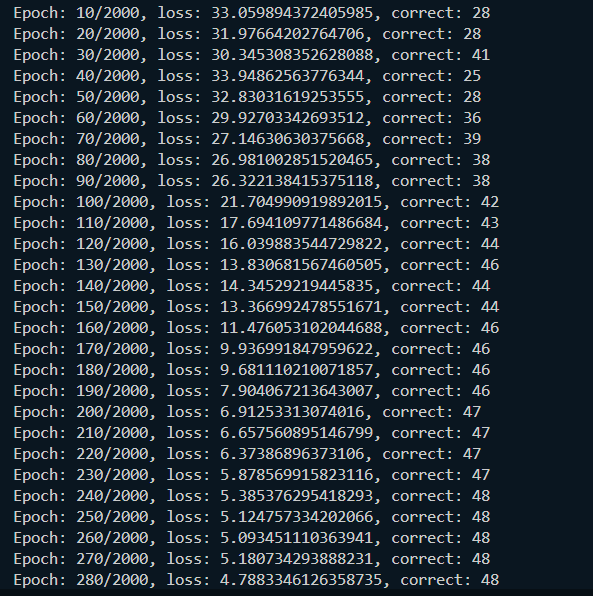 Epoch: 10/2000, loss: 33.059894372405985, correct: 28
Epoch: 20/2000, loss: 31.97664202764706, correct: 28
Epoch: 30/2000, loss: 30.345308352628088, correct: 41
Epoch: 40/2000, loss: 33.94862563776344, correct: 25
Epoch: 50/2000, loss: 32.83031619253555, correct: 28
Epoch: 60/2000, loss: 29.92703342693512, correct: 36
Epoch: 70/2000, loss: 27.14630630375668, correct: 39
Epoch: 80/2000, loss: 26.981002851520465, correct: 38
Epoch: 90/2000, loss: 26.322138415375118, correct: 38
Epoch: 100/2000, loss: 21.704990919892015, correct: 42
Epoch: 110/2000, loss: 17.694109771486684, correct: 43
Epoch: 120/2000, loss: 16.039883544729822, correct: 44
Epoch: 130/2000, loss: 13.830681567460505, correct: 46
Epoch: 140/2000, loss: 14.34529219445835, correct: 44
Epoch: 150/2000, loss: 13.366992478551671, correct: 44
Epoch: 160/2000, loss: 11.476053102044688, correct: 46
Epoch: 170/2000, loss: 9.936991847959622, correct: 46
Epoch: 180/2000, loss: 9.681110210071857, correct: 46
Epoch: 190/2000, loss: 7.904067213643007, correct: 46
Epoch: 200/2000, loss: 6.91253313074016, correct: 47
Epoch: 210/2000, loss: 6.657560895146799, correct: 47
Epoch: 220/2000, loss: 6.37386896373106, correct: 47
Epoch: 230/2000, loss: 5.878569915823116, correct: 47
Epoch: 240/2000, loss: 5.385376295418293, correct: 48
Epoch: 250/2000, loss: 5.124757334202066, correct: 48
Epoch: 260/2000, loss: 5.093451110363941, correct: 48
Epoch: 270/2000, loss: 5.180734293888231, correct: 48
Epoch: 280/2000, loss: 4.7883346126358735, correct: 48